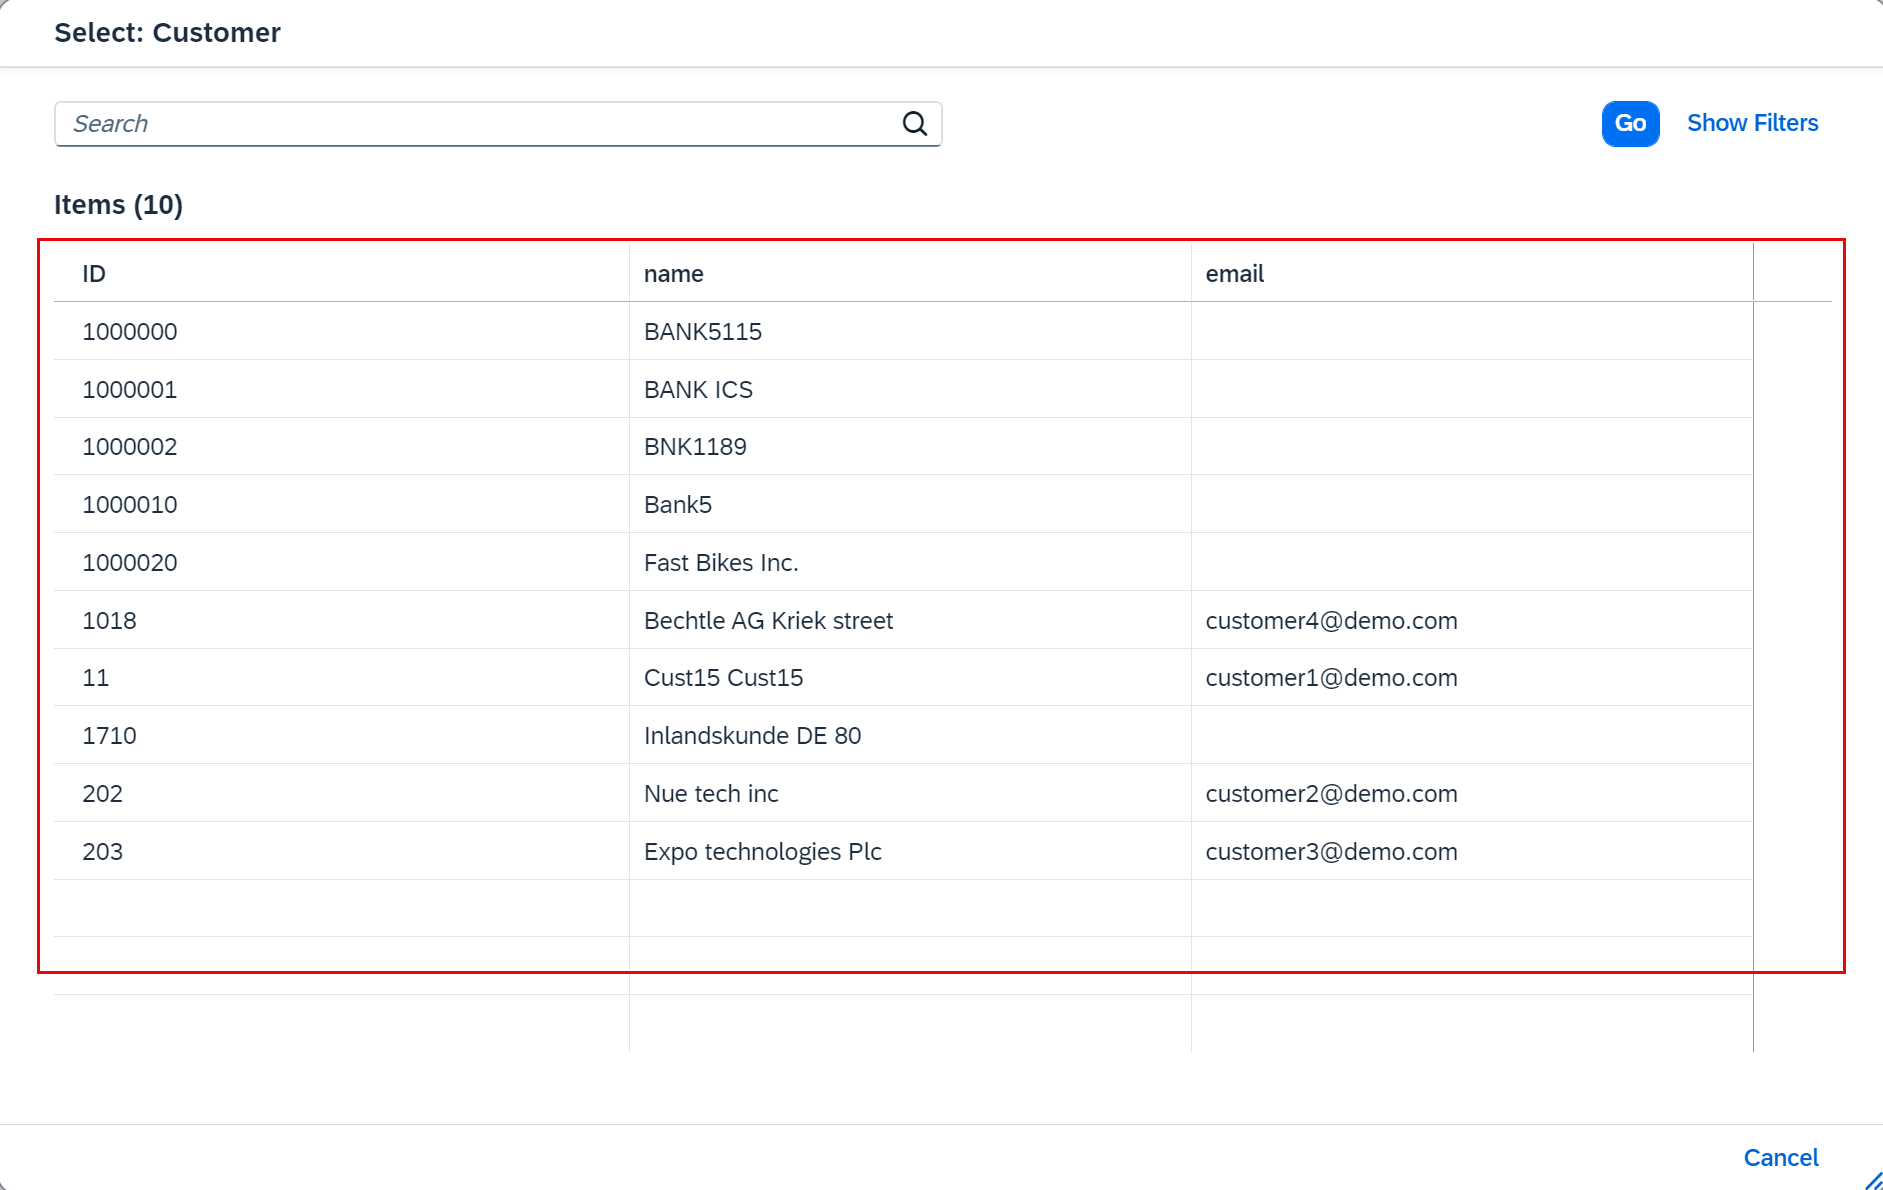 Select: Customer
Search
Go Show Filters
Items (10)
ID name email
1000000 BANK5115
1000001 BANK ICS
1000002 BNK1189
1000010 Bank5
1000020 Fast Bikes Inc.
1018 Bechtle AG Kriek street customer4@demo.com
11 Cust15 Cust15 customer1@demo.com
1710 Inlandskunde DE 80
202 Nue tech inc customer2@demo.com
203 Expo technologies Plc customer3@demo.com
Cancel